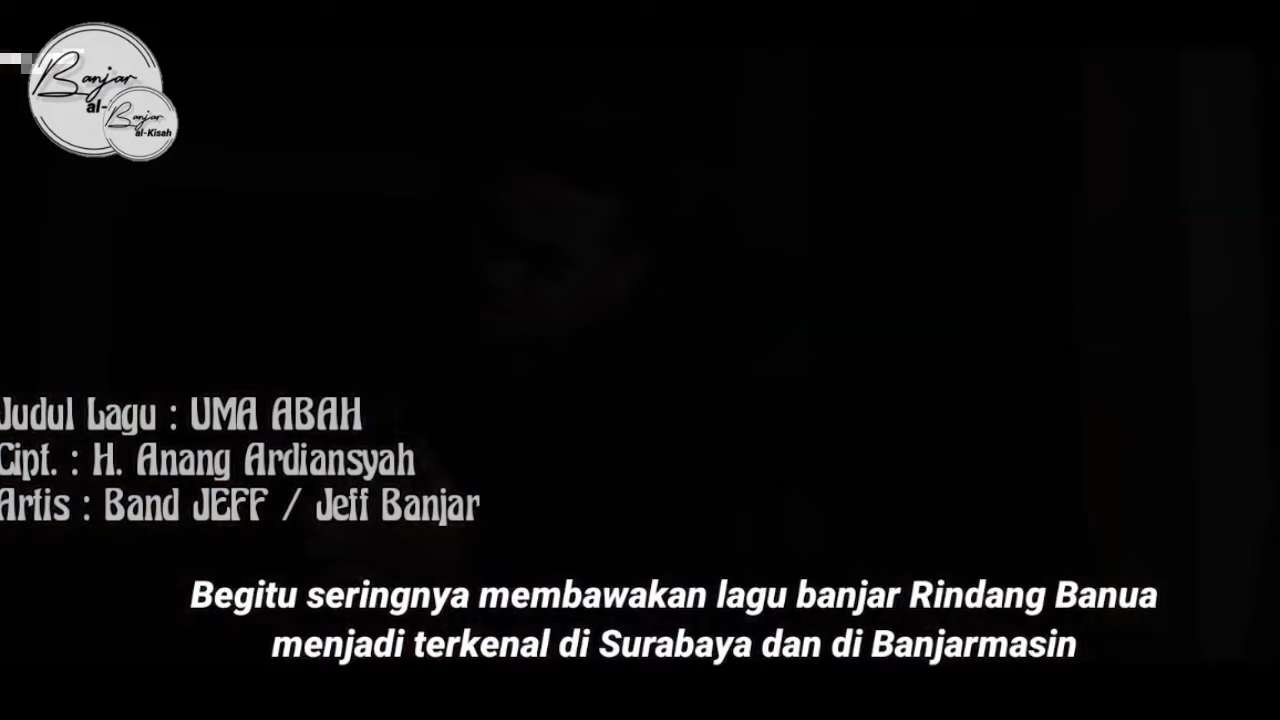 Banjar
al-
Banjar
al-Kisah
Judul Lagu : UMA ABAH
Cipt. : H. Anang Ardiansyah
Artis : Band JEFF / Jeff Banjar
Begitu seringnya membawakan lagu banjar Rindang Banua
menjadi terkenal di Surabaya dan di Banjarmasin